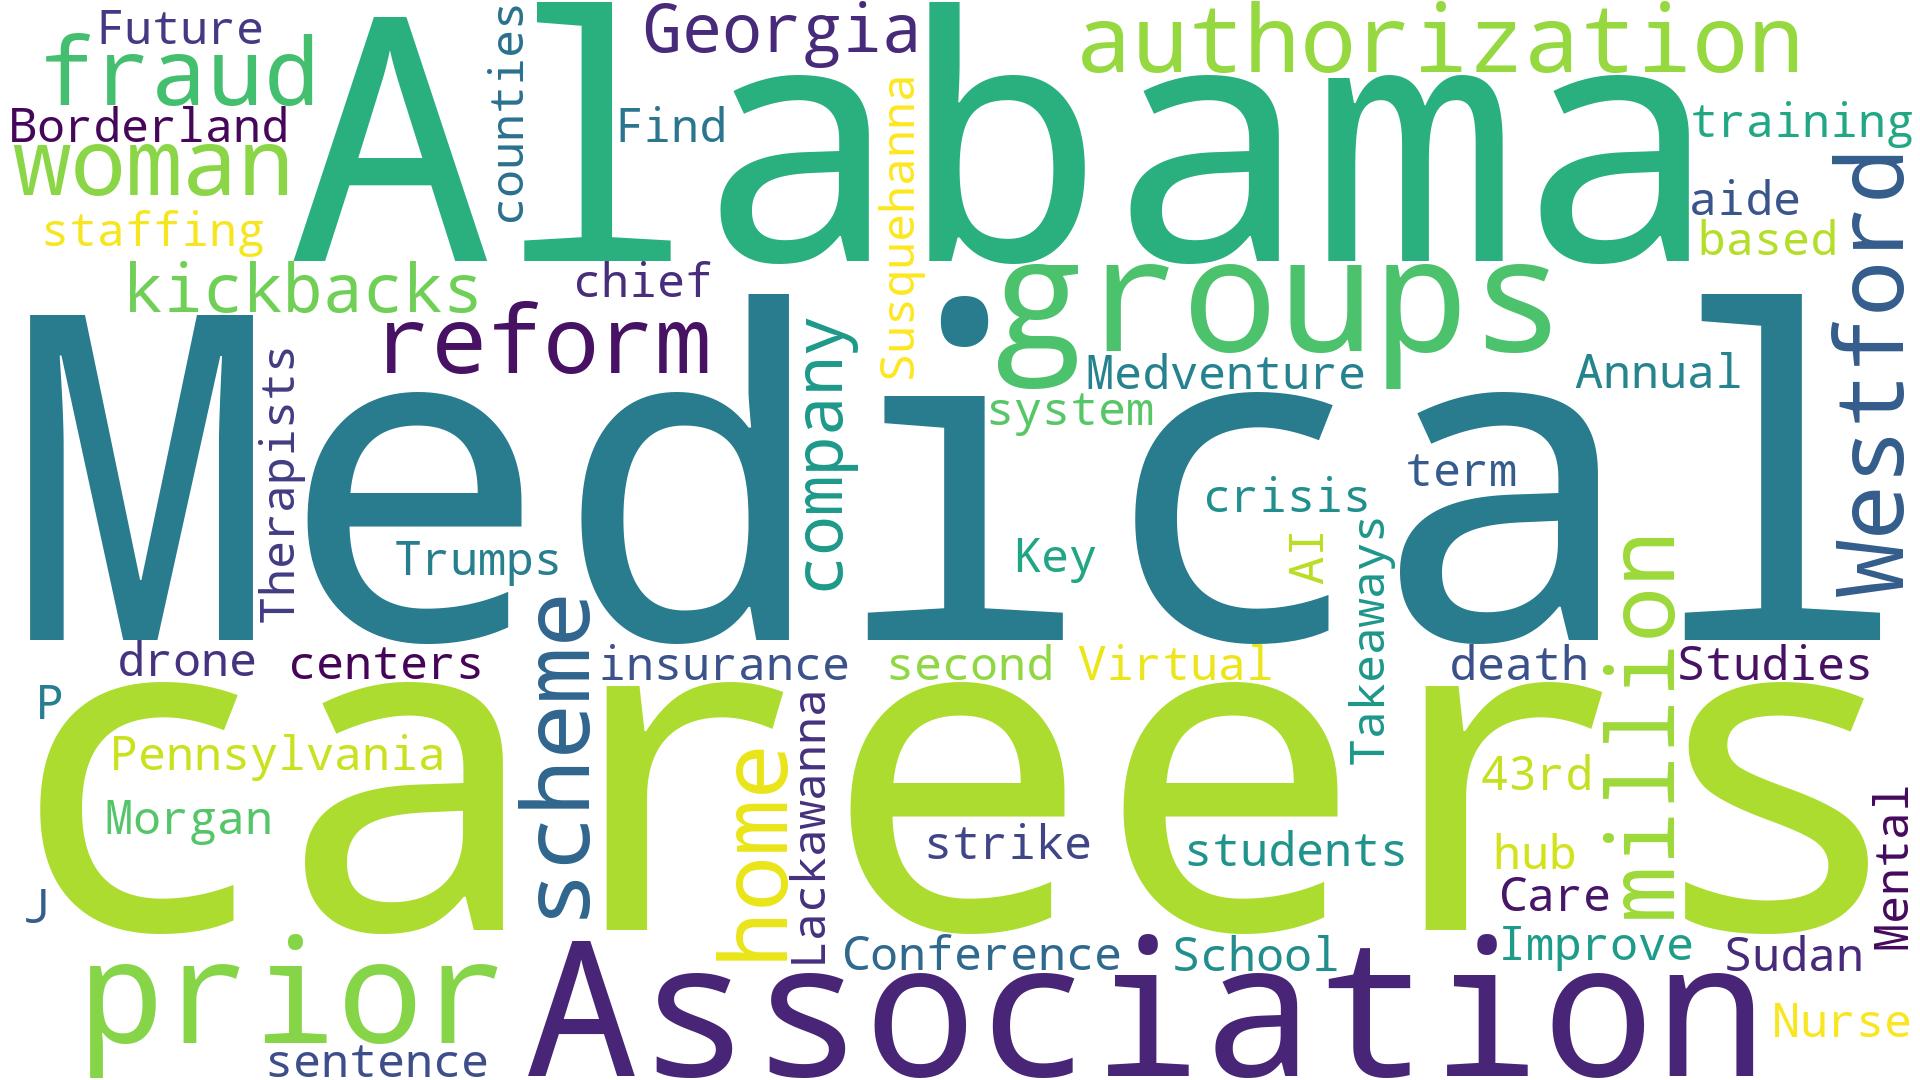 Future
counties
Georgia
authorization
fraud
Alabama
Borderland
Find
Susquehanna
training
woman
Westford
aide
staffing
based
kickbacks
chief
groups
reform
Medical
Therapists
company
Medventure
Annual
system
term
crisis
Trumps
Key
AI
Takeaways
million
scheme
drone
centers
insurance
second
Virtual
death
Studies
P
careers
Pennsylvania
home
Lackawanna
43rd
Morgan
strike
students
hub
Mental
J
Care
prior
Association
Conference
School
Improve
Sudan
Nurse
sentence